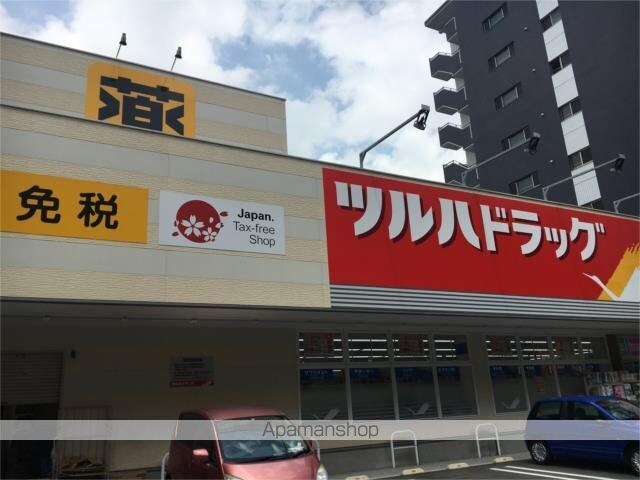 薬
免税
Japan.
Tax-free
Shop
ツルハドラッグ
Apamanshop